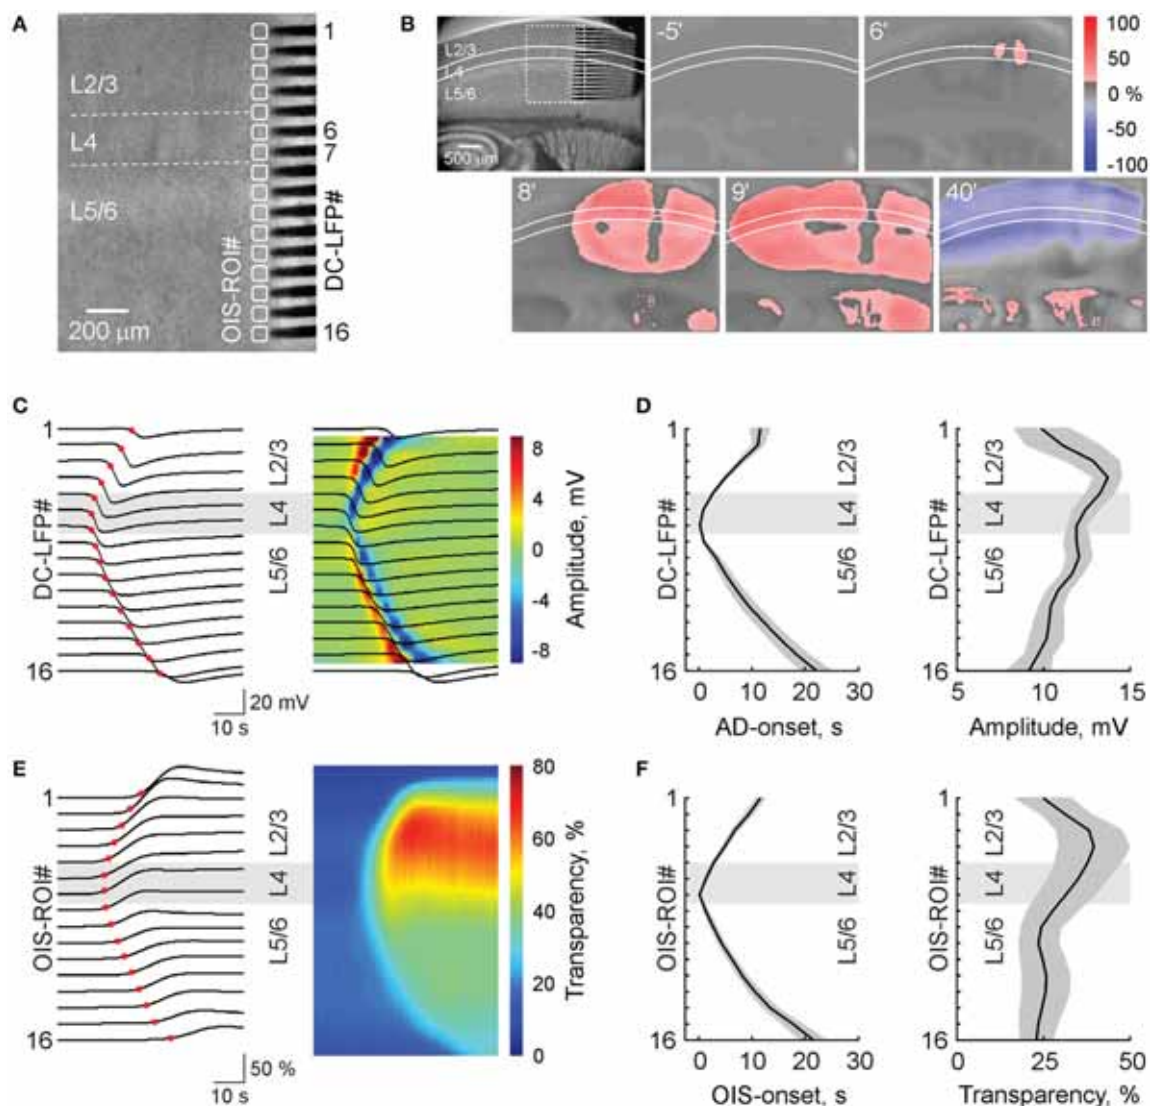 A
L2/3
L4
L5/6
200 µm
OIS-ROI#
DC-LFP#
1
6
7
16
B
L2/3
L4
L5/6
500 µm
-5'
6'
100
50
0 %
-50
-100
8'
9'
40'
C
1
DC-LFP#
16
L2/3
L4
L5/6
20 mV
10 s
8
4
0
-4
-8
Amplitude, mV
D
1
DC-LFP#
16
L2/3
L4
L5/6
0 10 20 30
AD-onset, s
1
DC-LFP#
16
L2/3
L4
L5/6
5 10 15
Amplitude, mV
E
1
OIS-ROI#
16
L2/3
L4
L5/6
50 %
10 s
80
60
40
20
0
Transparency, %
F
1
OIS-ROI#
16
L2/3
L4
L5/6
0 10 20 30
OIS-onset, s
1
OIS-ROI#
16
L2/3
L4
L5/6
0 25 50
Transparency, %